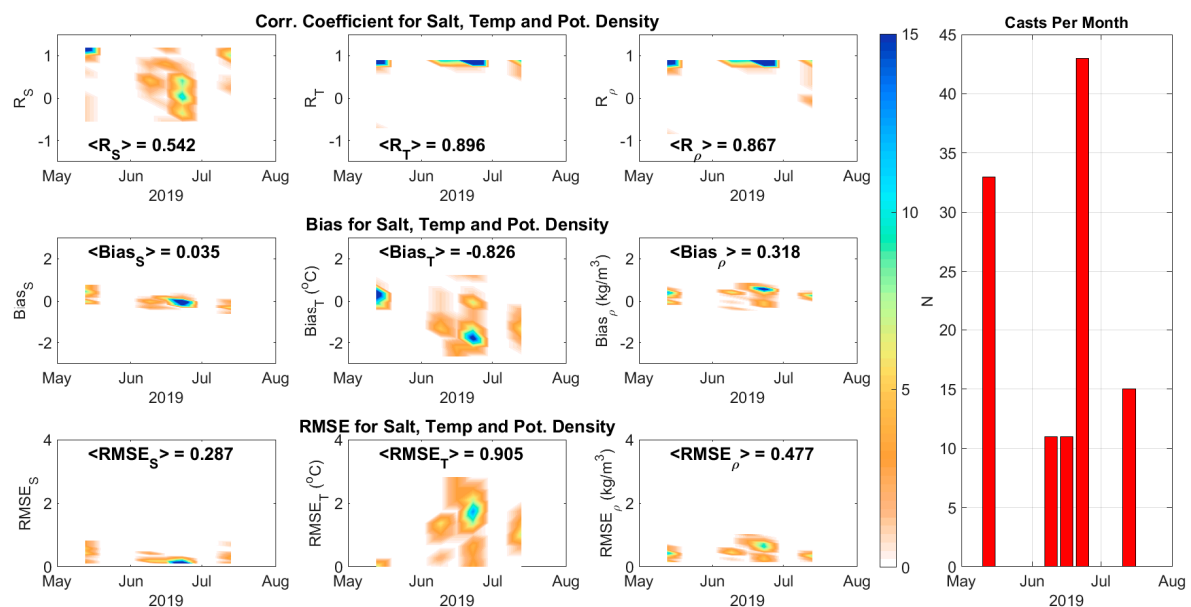 Corr. Coefficient for Salt, Temp and Pot. Density
R_S
1
0
-1
<R_S> = 0.542
May Jun Jul Aug
2019
R_T
1
0
-1
<R_T> = 0.896
May Jun Jul Aug
2019
R_ρ
1
0
-1
<R_ρ> = 0.867
May Jun Jul Aug
2019
Bias for Salt, Temp and Pot. Density
Bias_S
2
0
-2
<Bias_S> = 0.035
May Jun Jul Aug
2019
Bias_T (°C)
2
0
-2
<Bias_T> = -0.826
May Jun Jul Aug
2019
Bias_ρ (kg/m³)
2
0
-2
<Bias_ρ> = 0.318
May Jun Jul Aug
2019
RMSE for Salt, Temp and Pot. Density
RMSE_S
4
2
0
<RMSE_S> = 0.287
May Jun Jul Aug
2019
RMSE_T (°C)
4
2
0
<RMSE_T> = 0.905
May Jun Jul Aug
2019
RMSE_ρ (kg/m³)
4
2
0
<RMSE_ρ> = 0.477
May Jun Jul Aug
2019
15
10
5
0
Casts Per Month
N
45
40
35
30
25
20
15
10
5
0
May Jun Jul Aug
2019